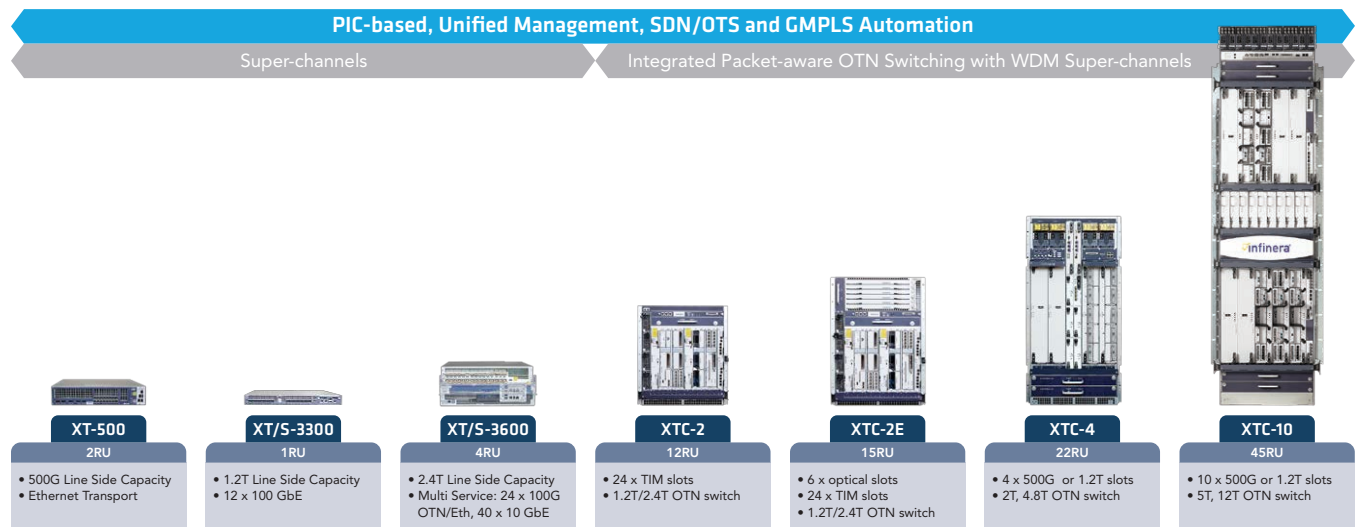 PIC-based, Unified Management, SDN/OTS and GMPLS Automation
Super-channels
Integrated Packet-aware OTN Switching with WDM Super-channels
infinera
XT-500
2RU
• 500G Line Side Capacity
• Ethernet Transport
XT/S-3300
1RU
• 1.2T Line Side Capacity
• 12 x 100 GbE
XT/S-3600
4RU
• 2.4T Line Side Capacity
• Multi Service: 24 x 100G
OTN/Eth, 40 x 10 GbE
XTC-2
12RU
• 24 x TIM slots
• 1.2T/2.4T OTN switch
XTC-2E
15RU
• 6 x optical slots
• 24 x TIM slots
• 1.2T/2.4T OTN switch
XTC-4
22RU
• 4 x 500G or 1.2T slots
• 2T, 4.8T OTN switch
XTC-10
45RU
• 10 x 500G or 1.2T slots
• 5T, 12T OTN switch